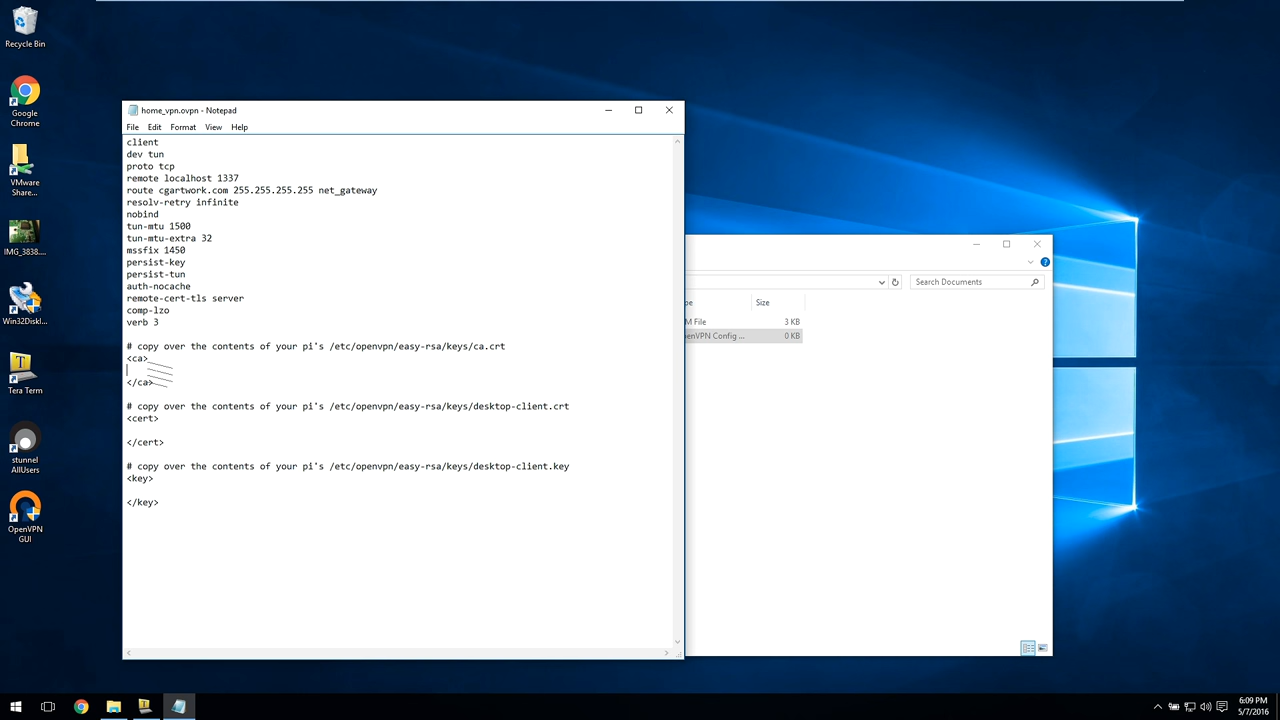 Recycle Bin
Google
Chrome
VMware
Share...
IMG_3838....
Win32Diskl...
Tera Term
stunnel
AllUsers
OpenVPN
GUI
home_vpn.ovpn - Notepad
File Edit Format View Help
client
dev tun
proto tcp
remote localhost 1337
route cgartwork.com 255.255.255.255 net_gateway
resolv-retry infinite
nobind
tun-mtu 1500
tun-mtu-extra 32
mssfix 1450
persist-key
persist-tun
auth-nocache
remote-cert-tls server
comp-lzo
verb 3
# copy over the contents of your pi's /etc/openvpn/easy-rsa/keys/ca.crt
<ca>
</ca>
# copy over the contents of your pi's /etc/openvpn/easy-rsa/keys/desktop-client.crt
<cert>
</cert>
# copy over the contents of your pi's /etc/openvpn/easy-rsa/keys/desktop-client.key
<key>
</key>
Search Documents
pe Size
M File 3 KB
enVPN Config ... 0 KB
6:09 PM
5/7/2016